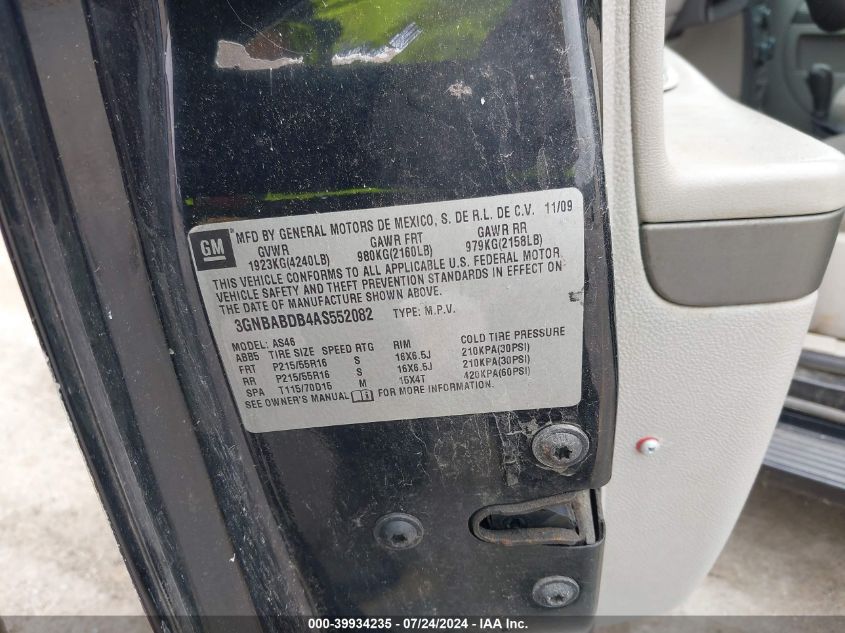 GM
MFD BY GENERAL MOTORS DE MEXICO, S. DE R.L. DE C.V. 11/09
GVWR GAWR FRT GAWR RR
1923KG(4240LB) 980KG(2160LB) 979KG(2158LB)
THIS VEHICLE CONFORMS TO ALL APPLICABLE U.S. FEDERAL MOTOR
VEHICLE SAFETY AND THEFT PREVENTION STANDARDS IN EFFECT ON
THE DATE OF MANUFACTURE SHOWN ABOVE.
3GNBABDB4AS552082 TYPE: M.P.V.
MODEL: AS46
ABB5 TIRE SIZE SPEED RTG RIM COLD TIRE PRESSURE
FRT P215/55R16 S 16X6.5J 210KPA(30PSI)
RR P215/55R16 S 16X6.5J 210KPA(30PSI)
SPA T115/70D15 M 15X4T 420KPA(60PSI)
SEE OWNER'S MANUAL FOR MORE INFORMATION.
000-39934235 - 07/24/2024 - IAA Inc.